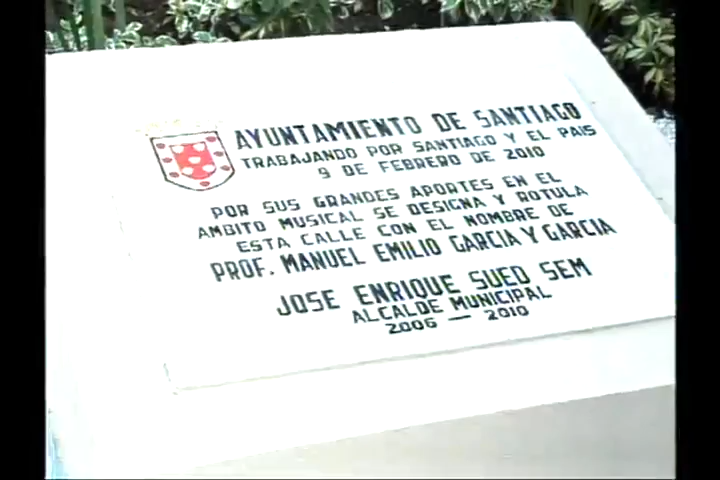 AYUNTAMIENTO DE SANTIAGO
TRABAJANDO POR SANTIAGO Y EL PAIS
9 DE FEBRERO DE 2010
POR SUS GRANDES APORTES EN EL
AMBITO MUSICAL SE DESIGNA Y ROTULA
ESTA CALLE CON EL NOMBRE DE
PROF. MANUEL EMILIO GARCIA Y GARCIA
JOSE ENRIQUE SUED SEM
ALCALDE MUNICIPAL
2006 — 2010